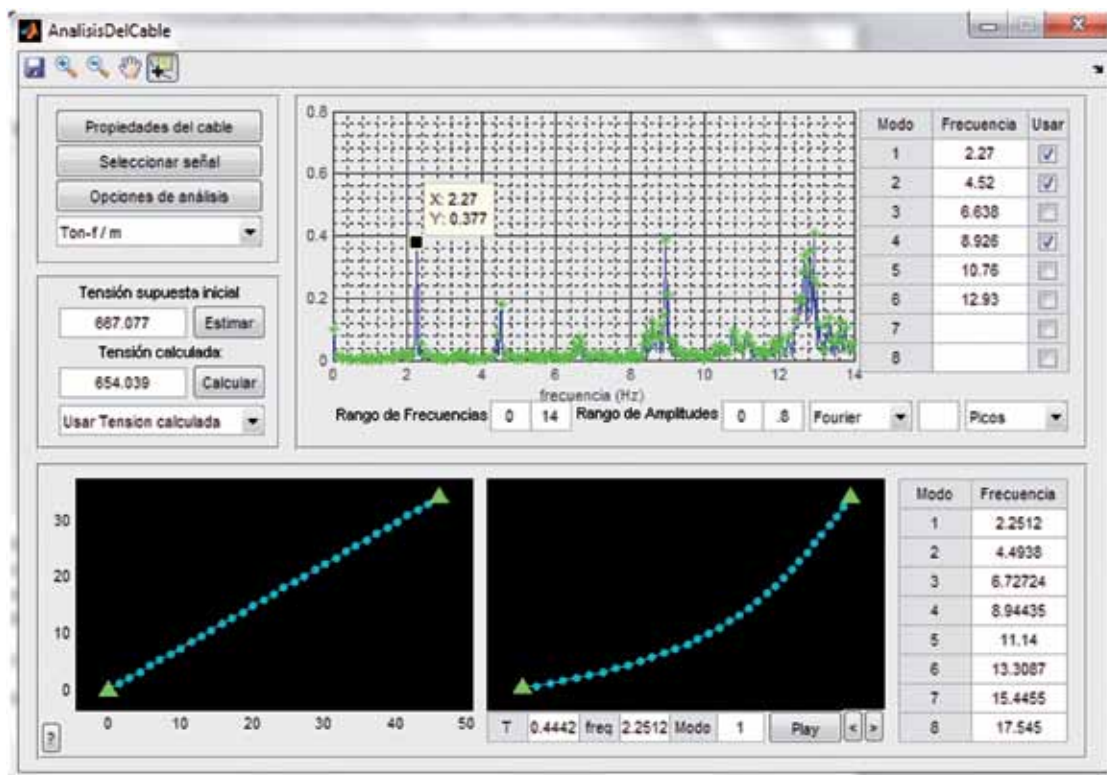 AnalisisDelCable
Propiedades del cable
Seleccionar señal
Opciones de análisis
Ton-f / m
Tensión supuesta inicial
667.077 Estimar
Tensión calculada:
654.039 Calcular
Usar Tension calculada
0.8
0.6
0.4
0.2
0
X: 2.27
Y: 0.377
0 2 4 6 8 10 12 14
frecuencia (Hz)
Rango de Frecuencias 0 14 Rango de Amplitudes 0 .8 Fourier Picos
Modo Frecuencia Usar
1 2.27
2 4.52
3 6.638
4 8.926
5 10.76
6 12.93
7
8
30
20
10
0
0 10 20 30 40 50
?
T 0.4442 freq 2.2512 Modo 1 Play < >
Modo Frecuencia
1 2.2512
2 4.4938
3 6.72724
4 8.94435
5 11.14
6 13.3087
7 15.4455
8 17.545